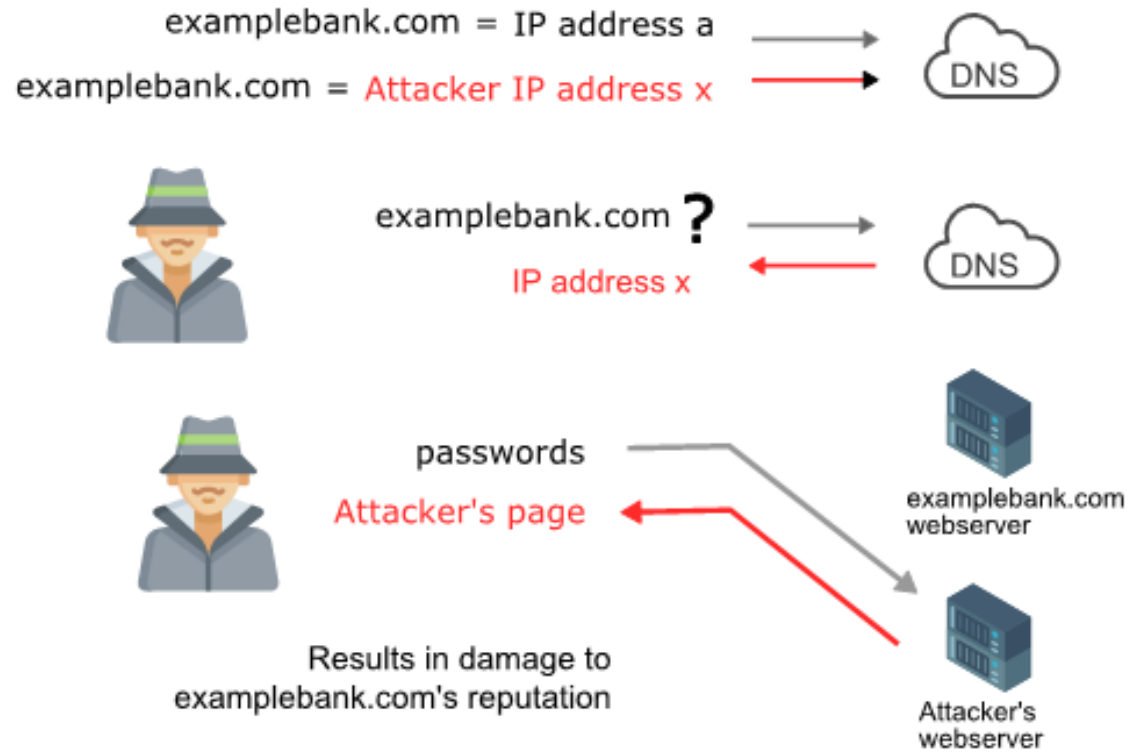 examplebank.com = IP address a
DNS
examplebank.com = Attacker IP address x
examplebank.com ?
DNS
IP address x
passwords
Attacker's page
examplebank.com
webserver
Results in damage to
examplebank.com's reputation
Attacker's
webserver